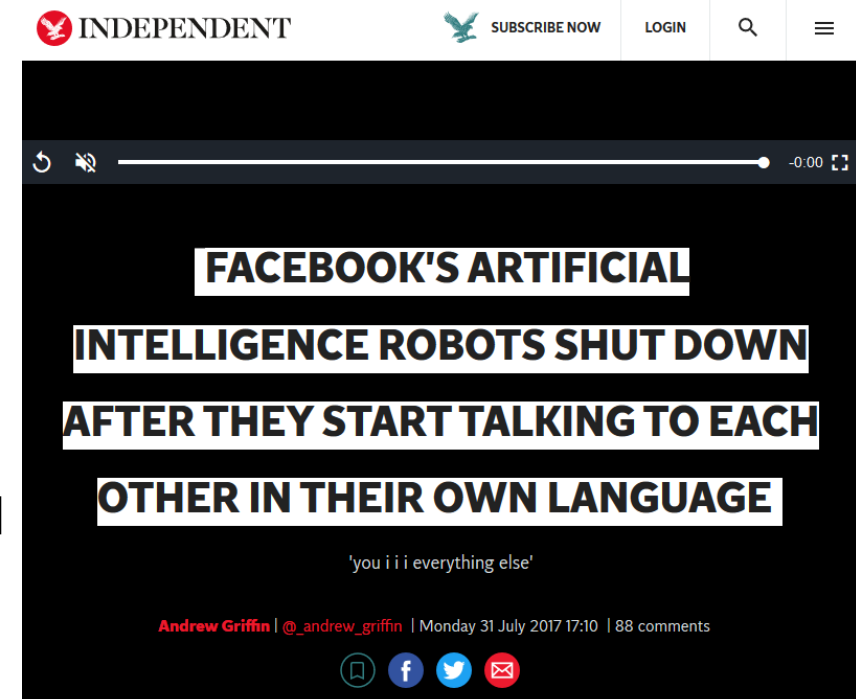 INDEPENDENT
SUBSCRIBE NOW
LOGIN
-0:00
FACEBOOK'S ARTIFICIAL
INTELLIGENCE ROBOTS SHUT DOWN
AFTER THEY START TALKING TO EACH
OTHER IN THEIR OWN LANGUAGE
'you i i i everything else'
Andrew Griffin | @_andrew_griffin | Monday 31 July 2017 17:10 | 88 comments